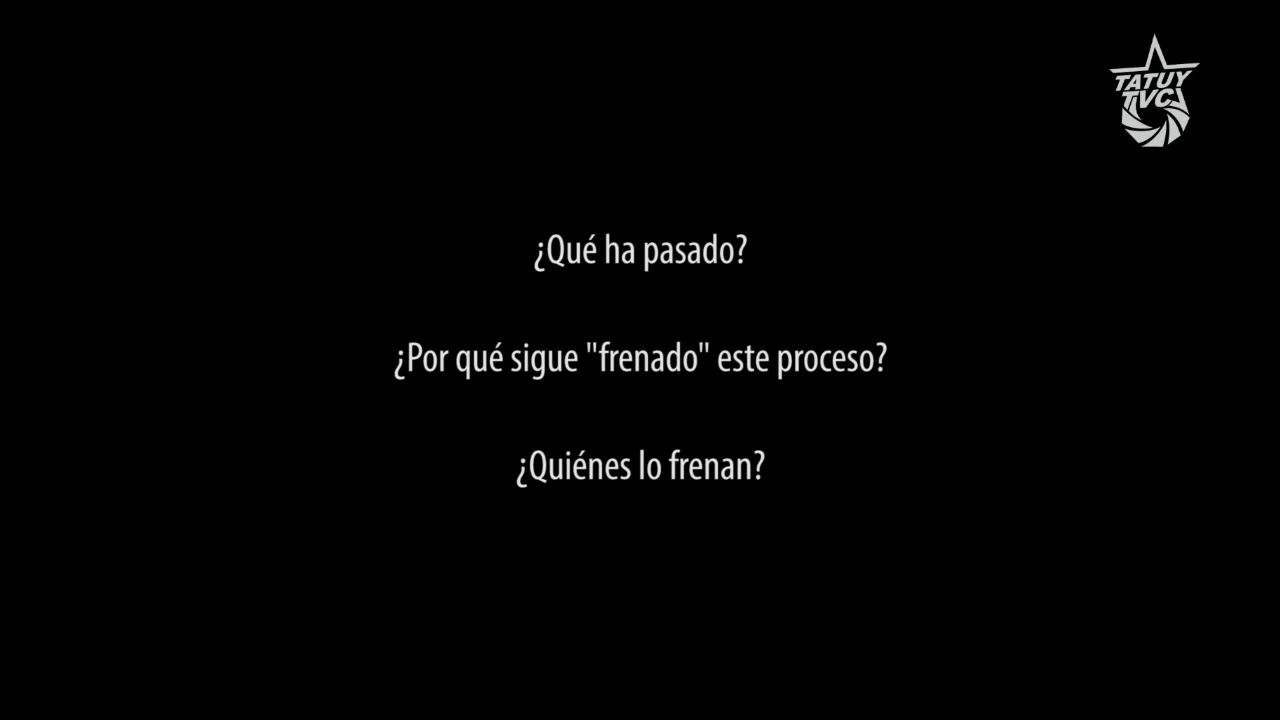 TATUY
TVC
¿Qué ha pasado?
¿Por qué sigue "frenado" este proceso?
¿Quiénes lo frenan?